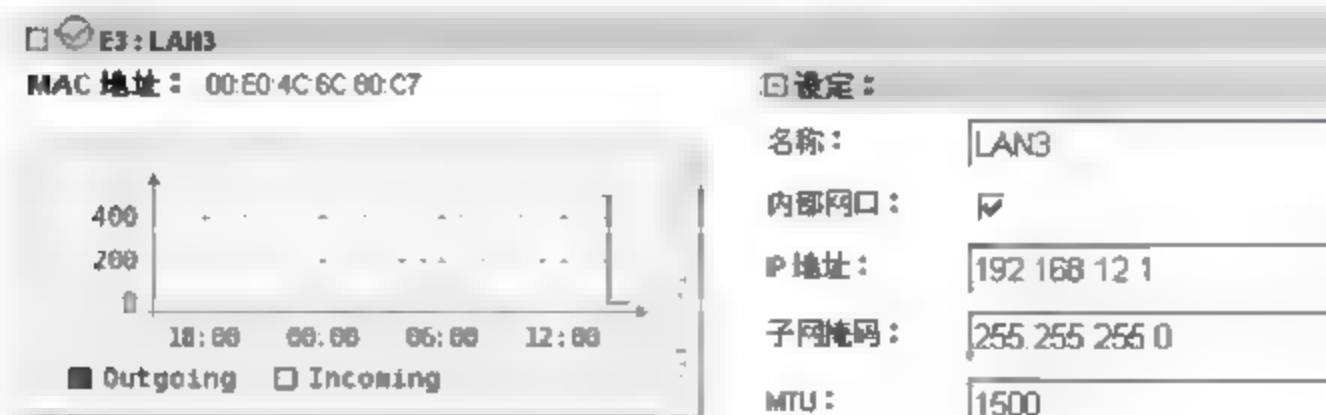 E3:LAN3
MAC 地址： 00:E0:4C:6C:80:C7
400
200
0
18:00 00:00 06:00 12:00
Outgoing Incoming
设定：
名称： LAN3
内部网口：
IP 地址： 192 168 12 1
子网掩码： 255.255 255 0
MTU： 1500